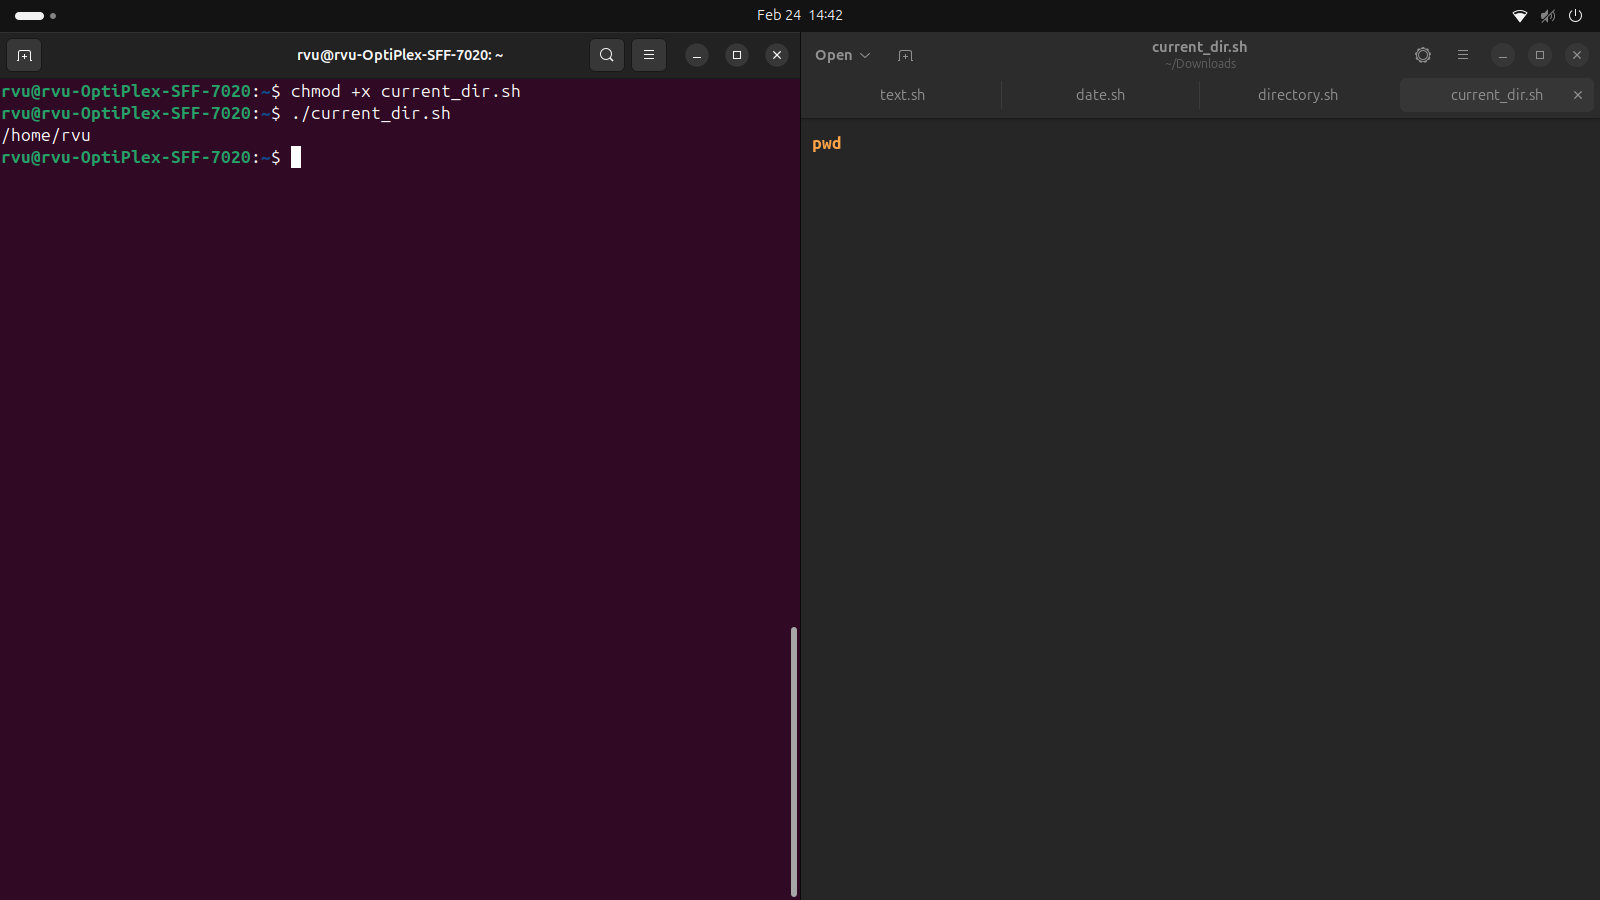 Feb 24 14:42
rvu@rvu-OptiPlex-SFF-7020: ~
rvu@rvu-OptiPlex-SFF-7020:~$ chmod +x current_dir.sh
rvu@rvu-OptiPlex-SFF-7020:~$ ./current_dir.sh
/home/rvu
rvu@rvu-OptiPlex-SFF-7020:~$
Open
current_dir.sh
~/Downloads
text.sh
date.sh
directory.sh
current_dir.sh
pwd